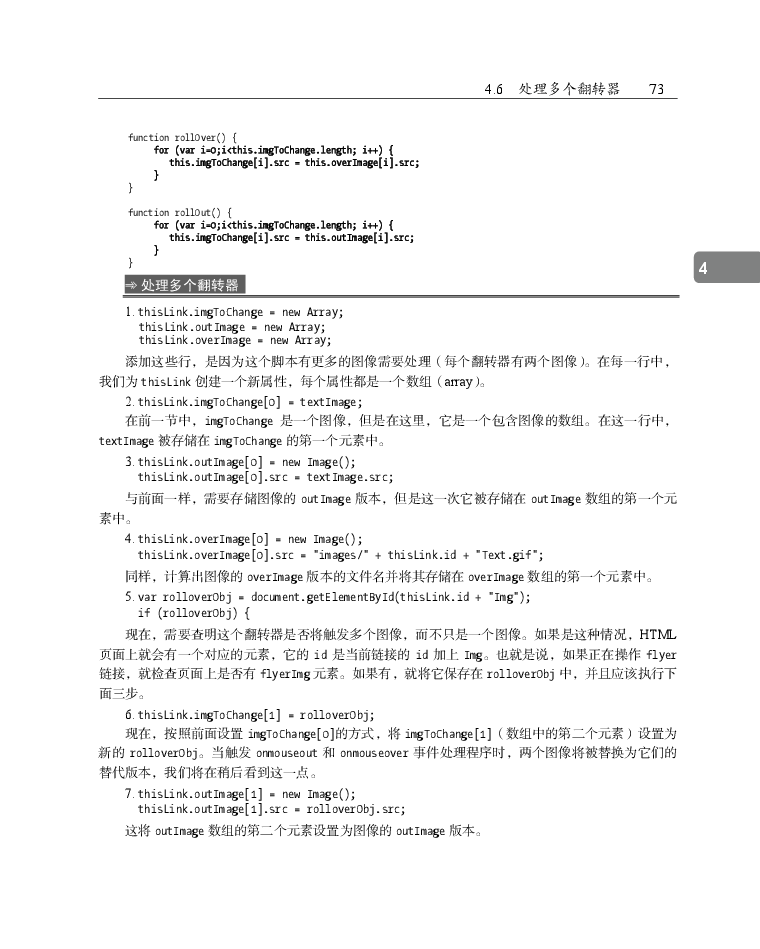 4.6 处理多个翻转器 73
function rollOver() {
for (var i=0;i<this.imgToChange.length; i++) {
this.imgToChange[i].src = this.overImage[i].src;
}
}
function rollOut() {
for (var i=0;i<this.imgToChange.length; i++) {
this.imgToChange[i].src = this.outImage[i].src;
}
}
4
➾ 处理多个翻转器
1. thisLink.imgToChange = new Array;
thisLink.outImage = new Array;
thisLink.overImage = new Array;
添加这些行，是因为这个脚本有更多的图像需要处理（每个翻转器有两个图像）。在每一行中，
我们为 thisLink 创建一个新属性，每个属性都是一个数组（array）。
2. thisLink.imgToChange[0] = textImage;
在前一节中，imgToChange 是一个图像，但是在这里，它是一个包含图像的数组。在这一行中，
textImage 被存储在 imgToChange 的第一个元素中。
3. thisLink.outImage[0] = new Image();
thisLink.outImage[0].src = textImage.src;
与前面一样，需要存储图像的 outImage 版本，但是这一次它被存储在 outImage 数组的第一个元
素中。
4. thisLink.overImage[0] = new Image();
thisLink.overImage[0].src = "images/" + thisLink.id + "Text.gif";
同样，计算出图像的 overImage 版本的文件名并将其存储在 overImage 数组的第一个元素中。
5. var rolloverObj = document.getElementById(thisLink.id + "Img");
if (rolloverObj) {
现在，需要查明这个翻转器是否将触发多个图像，而不只是一个图像。如果是这种情况，HTML
页面上就会有一个对应的元素，它的 id 是当前链接的 id 加上 Img。也就是说，如果正在操作 flyer
链接，就检查页面上是否有 flyerImg 元素。如果有，就将它保存在 rolloverObj 中，并且应该执行下
面三步。
6. thisLink.imgToChange[1] = rolloverObj;
现在，按照前面设置 imgToChange[0]的方式，将 imgToChange[1]（数组中的第二个元素）设置为
新的 rolloverObj。当触发 onmouseout 和 onmouseover 事件处理程序时，两个图像将被替换为它们的
替代版本，我们将在稍后看到这一点。
7. thisLink.outImage[1] = new Image();
thisLink.outImage[1].src = rolloverObj.src;
这将 outImage 数组的第二个元素设置为图像的 outImage 版本。